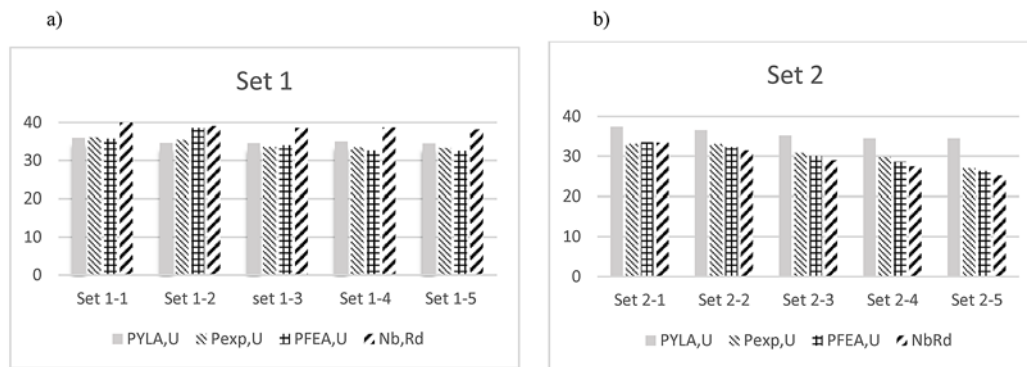 a)
Set 1
40
30
20
10
0
Set 1-1 Set 1-2 set 1-3 Set 1-4 Set 1-5
PYLA,U Pexp,U PFEA,U Nb,Rd
b)
Set 2
40
30
20
10
0
Set 2-1 Set 2-2 Set 2-3 Set 2-4 Set 2-5
PYLA,U Pexp,U PFEA,U NbRd